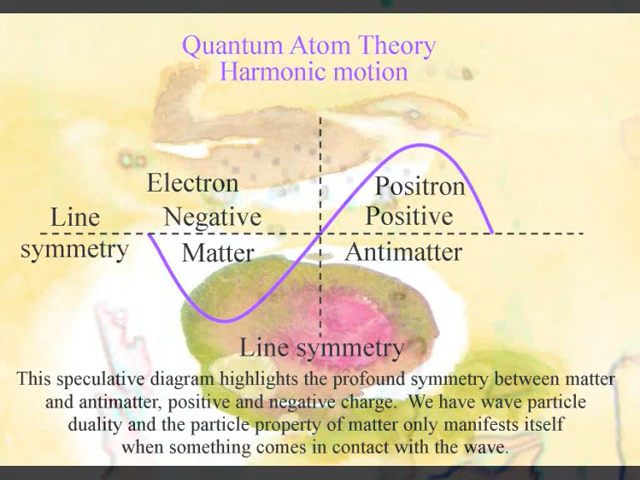 Quantum Atom Theory
Harmonic motion
Electron
Positron
Line
Negative
Positive
symmetry
Matter
Antimatter
Line symmetry
This speculative diagram highlights the profound symmetry between matter
and antimatter, positive and negative charge. We have wave particle
duality and the particle property of matter only manifests itself
when something comes in contact with the wave.